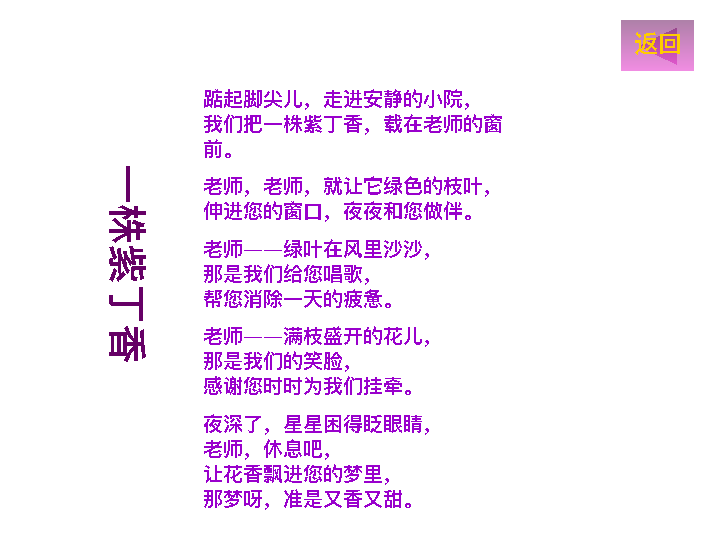 返回
一株紫丁香
踮起脚尖儿，走进安静的小院，
我们把一株紫丁香，载在老师的窗
前。
老师，老师，就让它绿色的枝叶，
伸进您的窗口，夜夜和您做伴。
老师——绿叶在风里沙沙，
那是我们给您唱歌，
帮您消除一天的疲惫。
老师——满枝盛开的花儿，
那是我们的笑脸，
感谢您时时为我们挂牵。
夜深了，星星困得眨眼睛，
老师，休息吧，
让花香飘进您的梦里，
那梦呀，准是又香又甜。